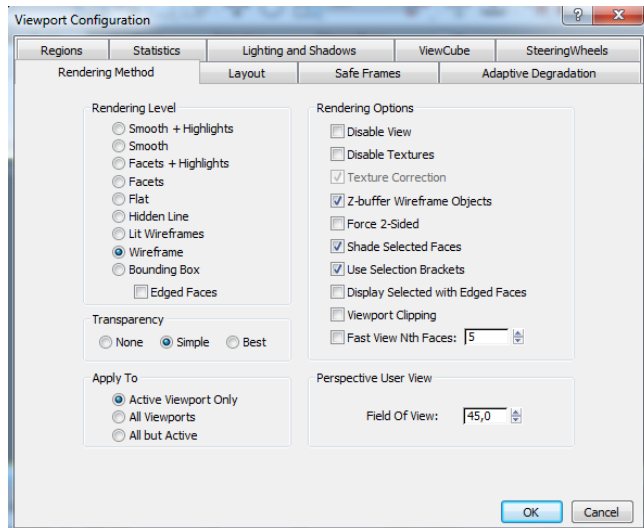 Viewport Configuration
Regions
Statistics
Lighting and Shadows
ViewCube
SteeringWheels
Rendering Method
Layout
Safe Frames
Adaptive Degradation
Rendering Level
Smooth + Highlights
Smooth
Facets + Highlights
Facets
Flat
Hidden Line
Lit Wireframes
Wireframe
Bounding Box
Edged Faces
Transparency
None
Simple
Best
Apply To
Active Viewport Only
All Viewports
All but Active
Rendering Options
Disable View
Disable Textures
Texture Correction
Z-buffer Wireframe Objects
Force 2-Sided
Shade Selected Faces
Use Selection Brackets
Display Selected with Edged Faces
Viewport Clipping
Fast View Nth Faces: 5
Perspective User View
Field Of View: 45,0
OK
Cancel